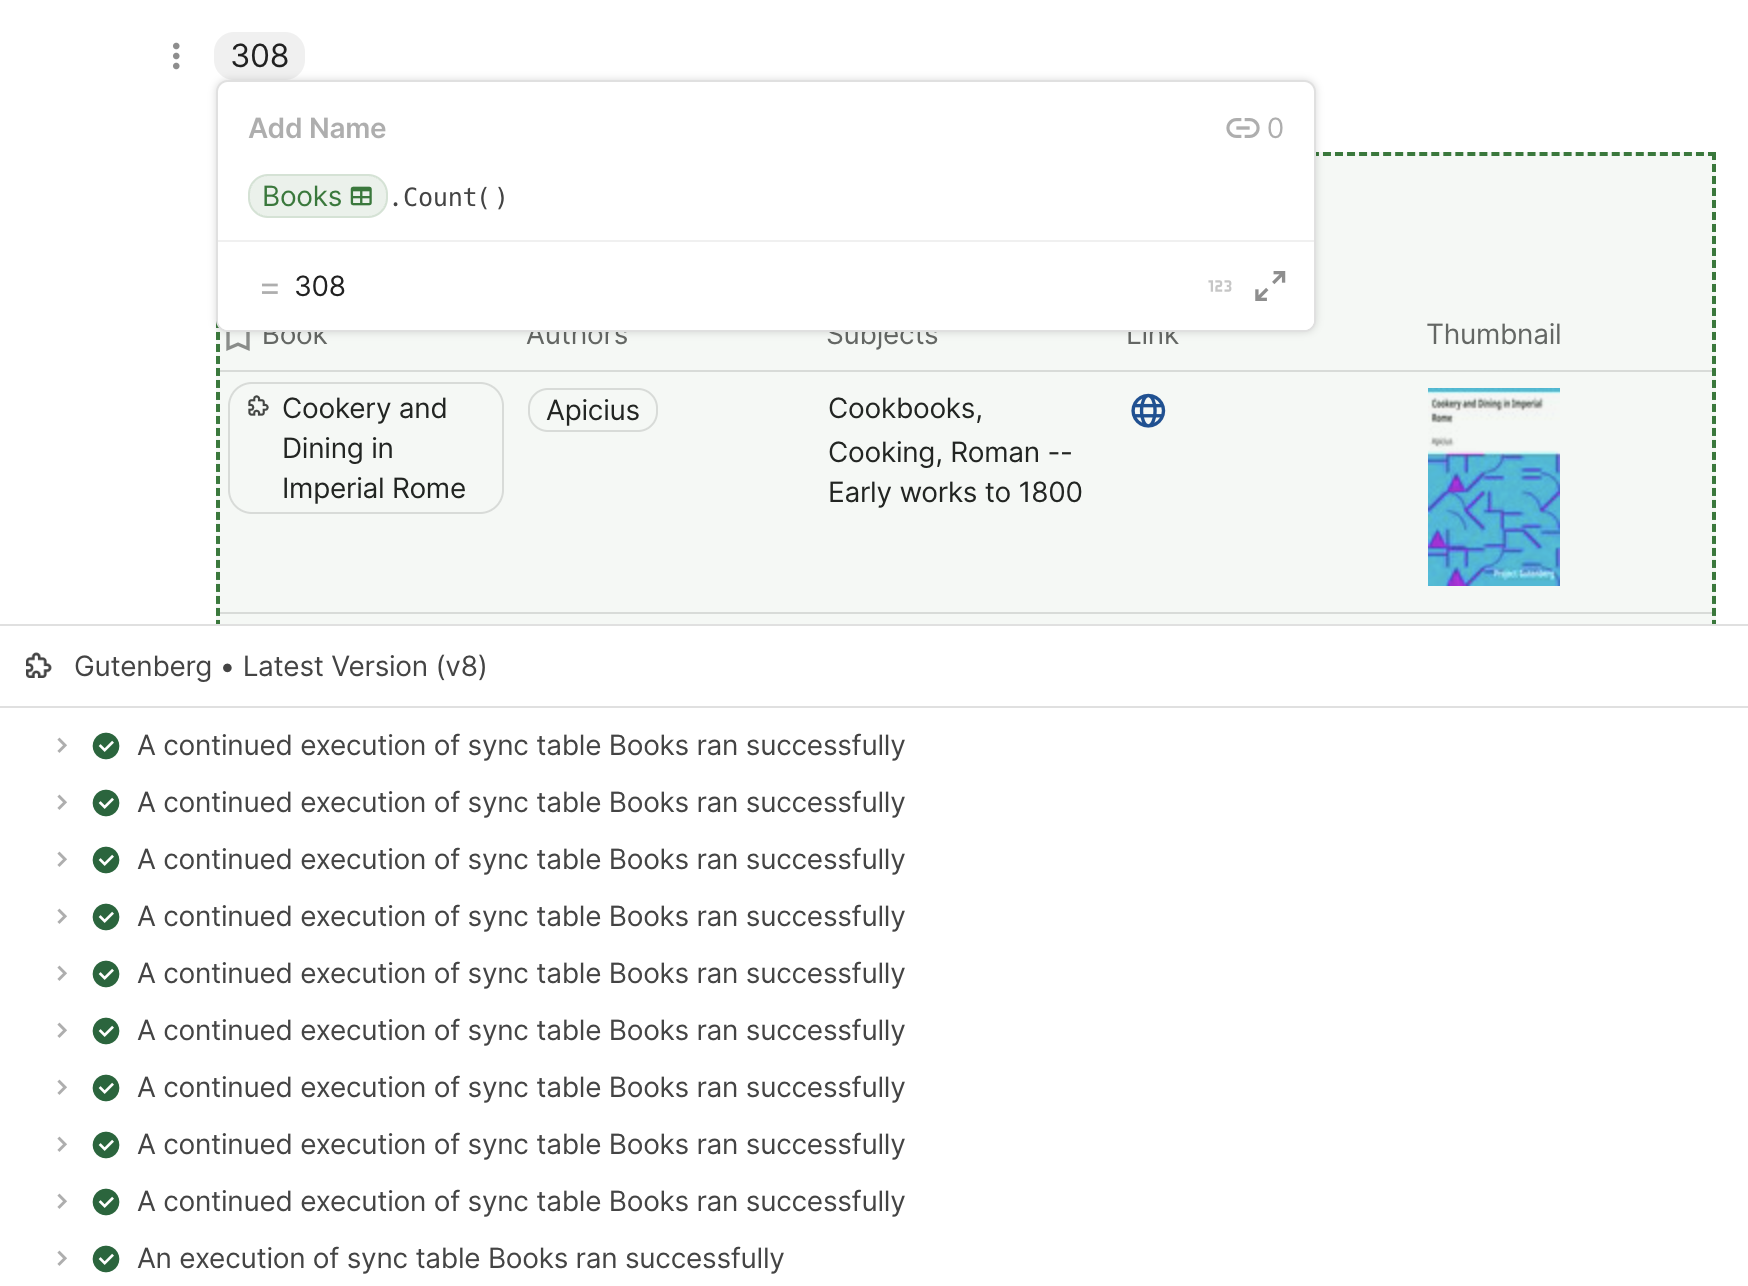 308
Add Name
0
Books .Count()
= 308
123
Book Authors Subjects Link Thumbnail
Cookery and
Dining in
Imperial Rome
Apicius
Cookbooks,
Cooking, Roman --
Early works to 1800
Cookery and Dining in Imperial
Rome
Apicius
Project Gutenberg
Gutenberg • Latest Version (v8)
A continued execution of sync table Books ran successfully
A continued execution of sync table Books ran successfully
A continued execution of sync table Books ran successfully
A continued execution of sync table Books ran successfully
A continued execution of sync table Books ran successfully
A continued execution of sync table Books ran successfully
A continued execution of sync table Books ran successfully
A continued execution of sync table Books ran successfully
A continued execution of sync table Books ran successfully
An execution of sync table Books ran successfully